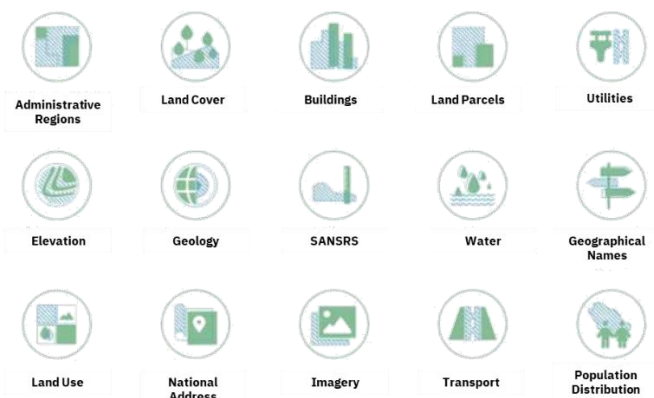 Administrative
Regions
Land Cover
Buildings
Land Parcels
Utilities
Elevation
Geology
SANSRS
Water
Geographical
Names
Land Use
National
Address
Imagery
Transport
Population
Distribution